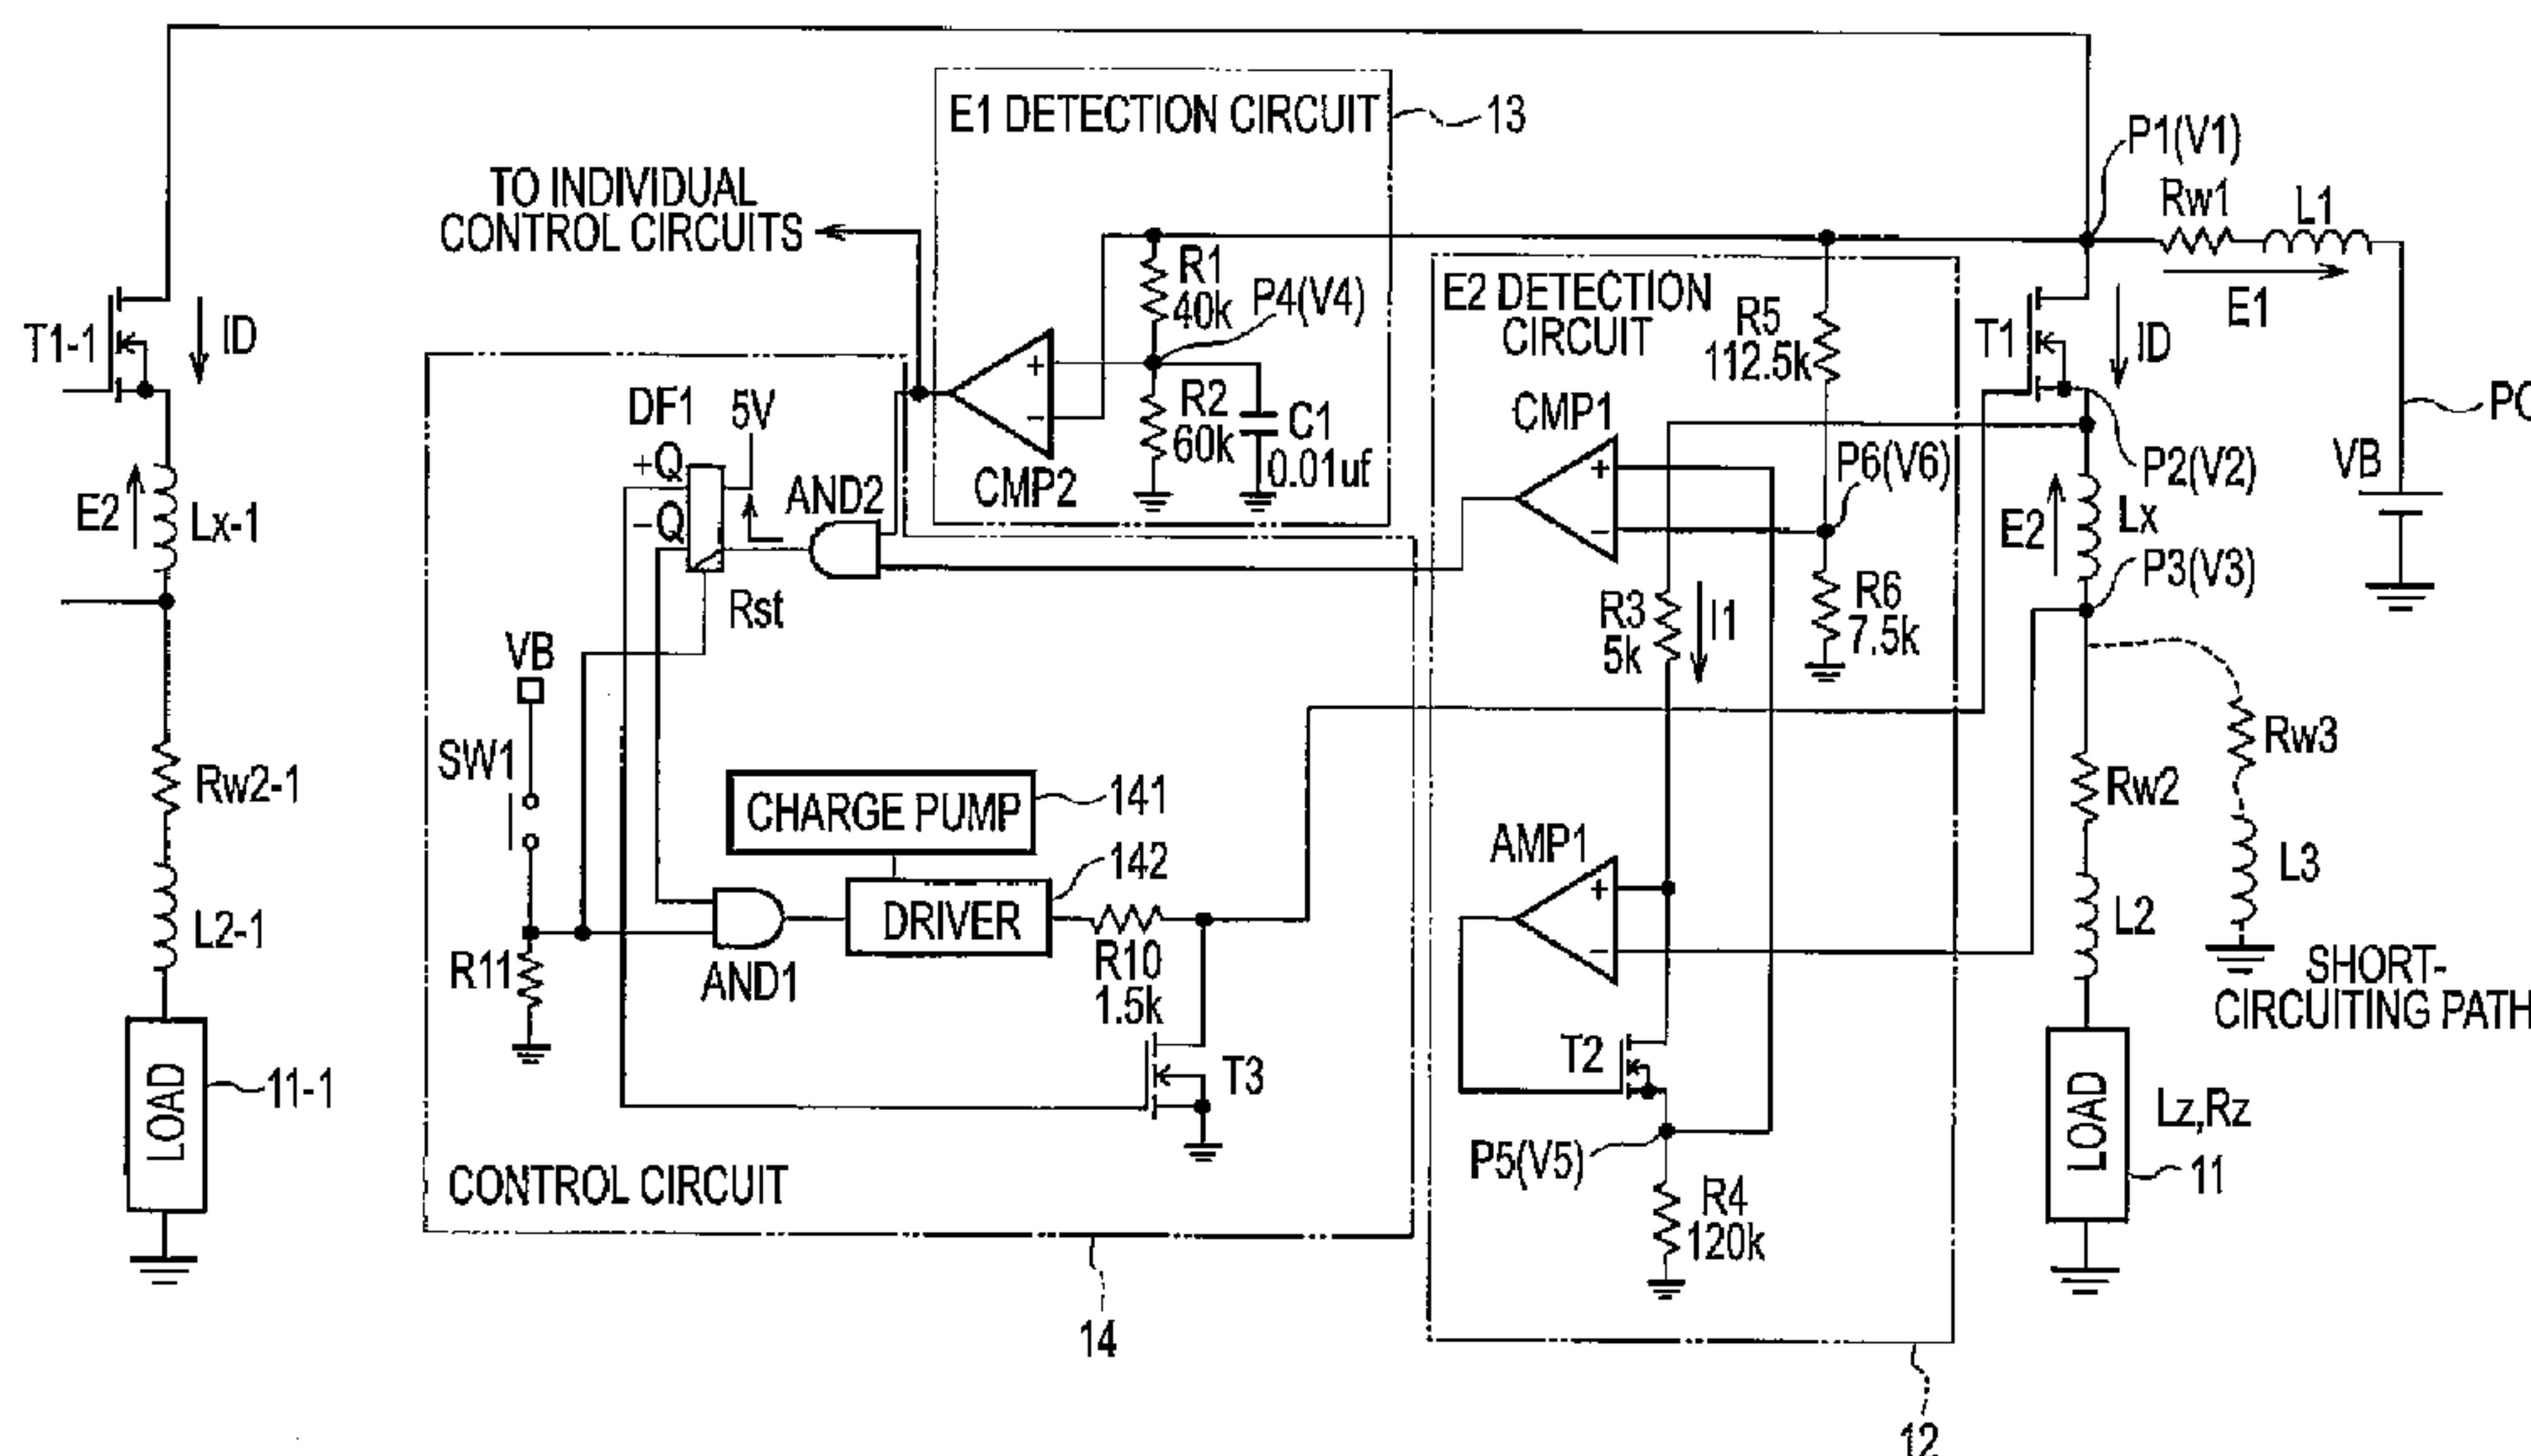 E1 DETECTION CIRCUIT
13
TO INDIVIDUAL
CONTROL CIRCUITS
P1(V1)
Rw1
L1
E1
R1
40k
P4(V4)
E2 DETECTION
CIRCUIT
R5
112.5k
T1
ID
T1-1
ID
DF1
5V
+Q
-Q
AND2
+
-
CMP2
R2
60k
C1
0.01uf
CMP1
+
-
P6(V6)
P2(V2)
VB
E2
Lx-1
E2
Lx
P3(V3)
Rst
R3
5k
I1
R6
7.5k
VB
SW1
Rw2-1
CHARGE PUMP
141
142
DRIVER
AMP1
+
-
Rw3
Rw2
L3
L2
L2-1
R11
AND1
R10
1.5k
SHORT-
CIRCUITING PATH
T2
T3
LOAD
11-1
LOAD
Lz,Rz
11
P5(V5)
R4
120k
CONTROL CIRCUIT
14
12